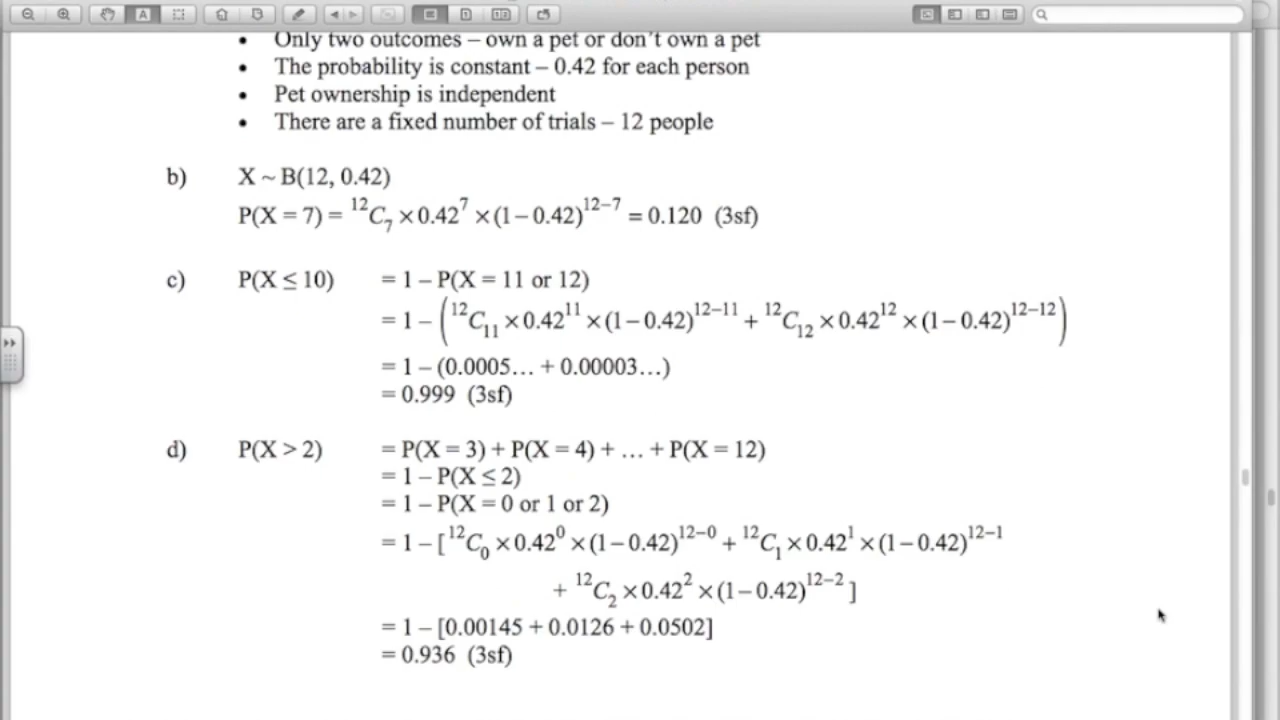 • Only two outcomes – own a pet or don't own a pet
• The probability is constant – 0.42 for each person
• Pet ownership is independent
• There are a fixed number of trials – 12 people
b) X ~ B(12, 0.42)
P(X = 7) = ¹²C₇ × 0.42⁷ × (1 – 0.42)¹²⁻⁷ = 0.120 (3sf)
c) P(X ≤ 10) = 1 – P(X = 11 or 12)
= 1 – (¹²C₁₁ × 0.42¹¹ × (1 – 0.42)¹²⁻¹¹ + ¹²C₁₂ × 0.42¹² × (1 – 0.42)¹²⁻¹²)
= 1 – (0.0005… + 0.00003…)
= 0.999 (3sf)
d) P(X > 2) = P(X = 3) + P(X = 4) + … + P(X = 12)
= 1 – P(X ≤ 2)
= 1 – P(X = 0 or 1 or 2)
= 1 – [¹²C₀ × 0.42⁰ × (1 – 0.42)¹²⁻⁰ + ¹²C₁ × 0.42¹ × (1 – 0.42)¹²⁻¹
+ ¹²C₂ × 0.42² × (1 – 0.42)¹²⁻² ]
= 1 – [0.00145 + 0.0126 + 0.0502]
= 0.936 (3sf)